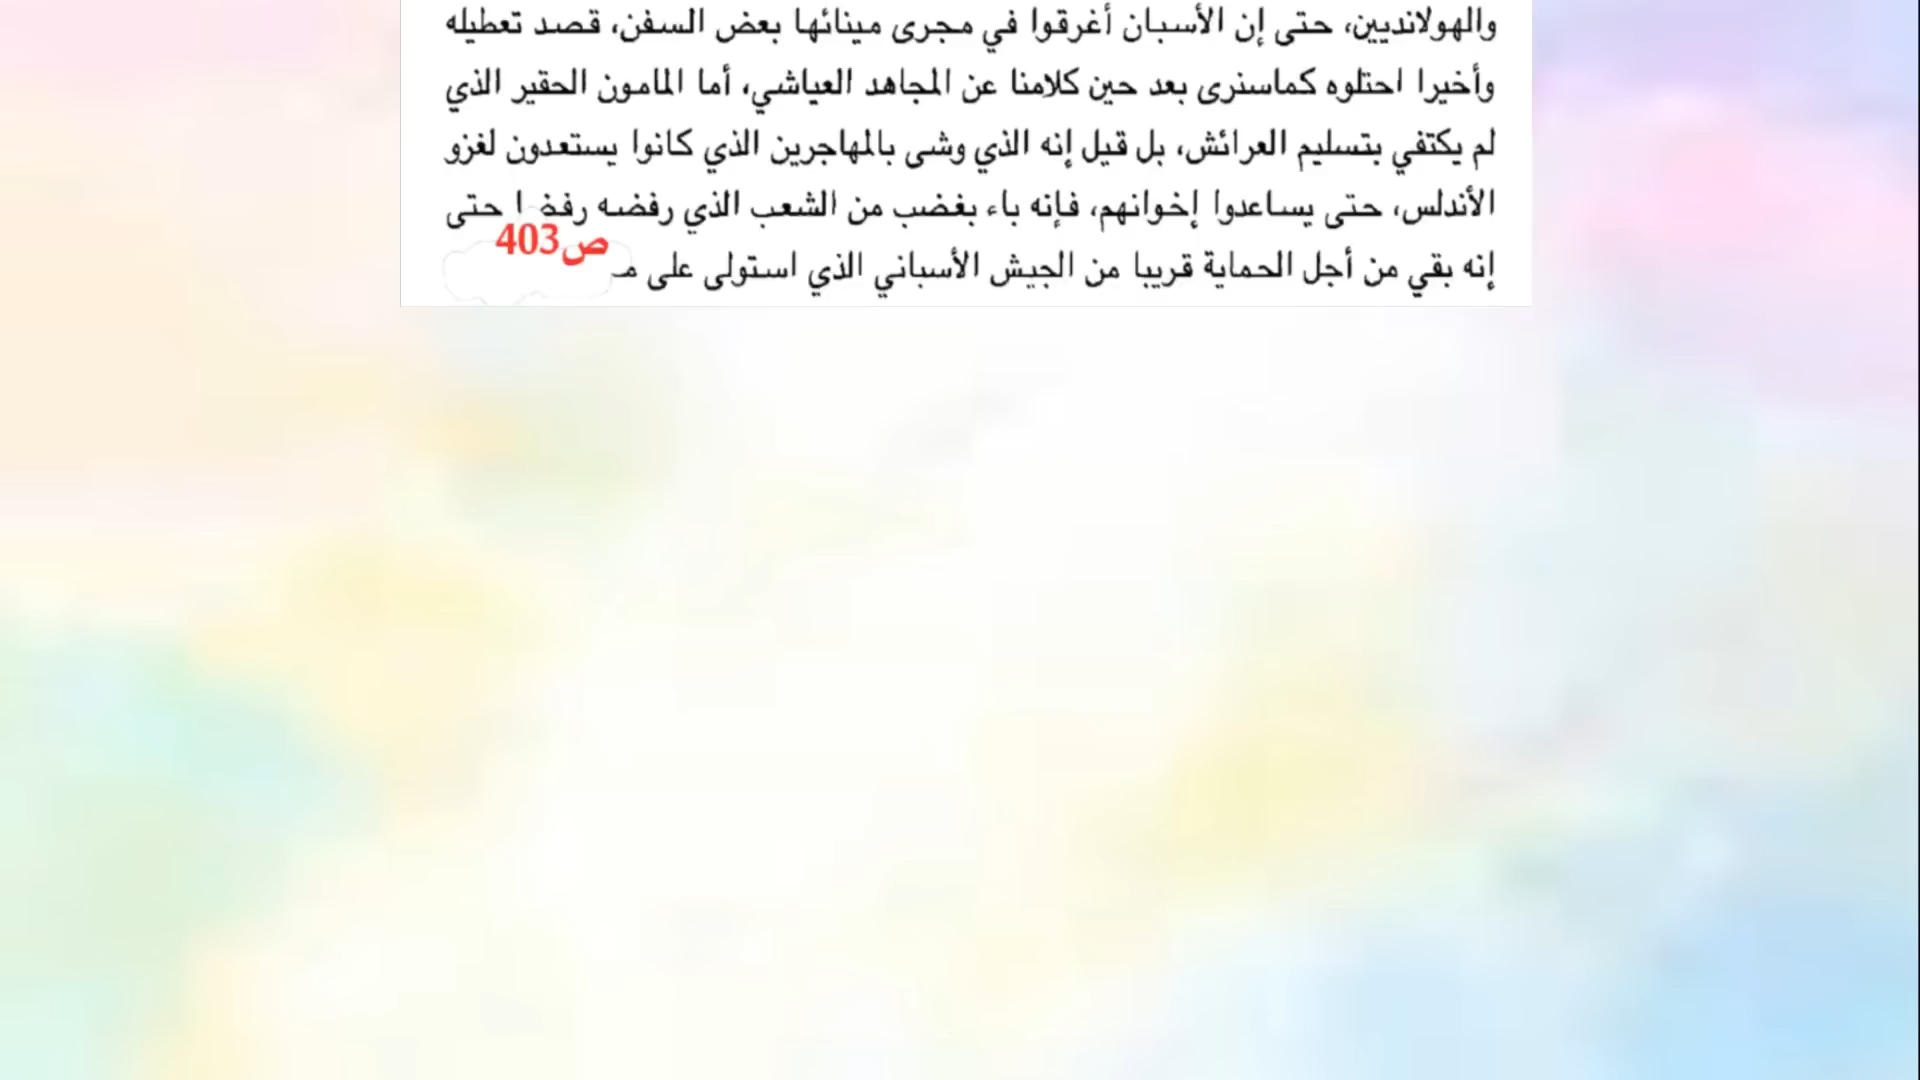 والهولانديين، حتى إن الأسبان أغرقوا في مجرى مينائها بعض السفن، قصد تعطيله
وأخيرا احتلوه كماسنرى بعد حين كلامنا عن المجاهد العياشي، أما المامون الحقير الذي
لم يكتفي بتسليم العرائش، بل قيل إنه الذي وشى بالمهاجرين الذي كانوا يستعدون لغزو
الأندلس، حتى يساعدوا إخوانهم، فإنه باء بغضب من الشعب الذي رفضه رفضا حتى
إنه بقي من أجل الحماية قريبا من الجيش الأسباني الذي استولى على
ص403